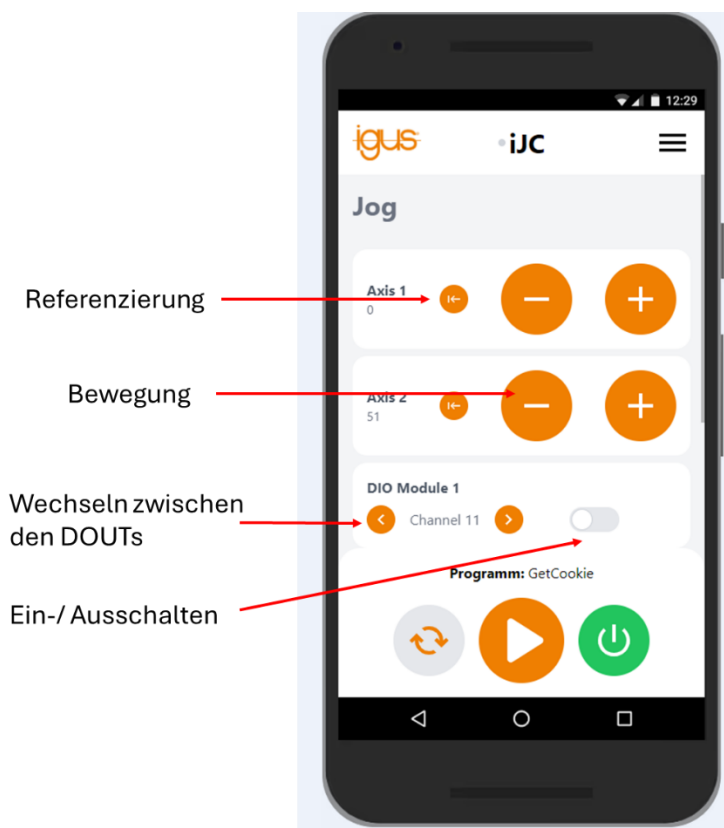 12:29
igus
iJC
Jog
Referenzierung
Axis 1
0
Bewegung
Axis 2
51
Wechseln zwischen
den DOUTs
DIO Module 1
Channel 11
Ein-/ Ausschalten
Programm: GetCookie